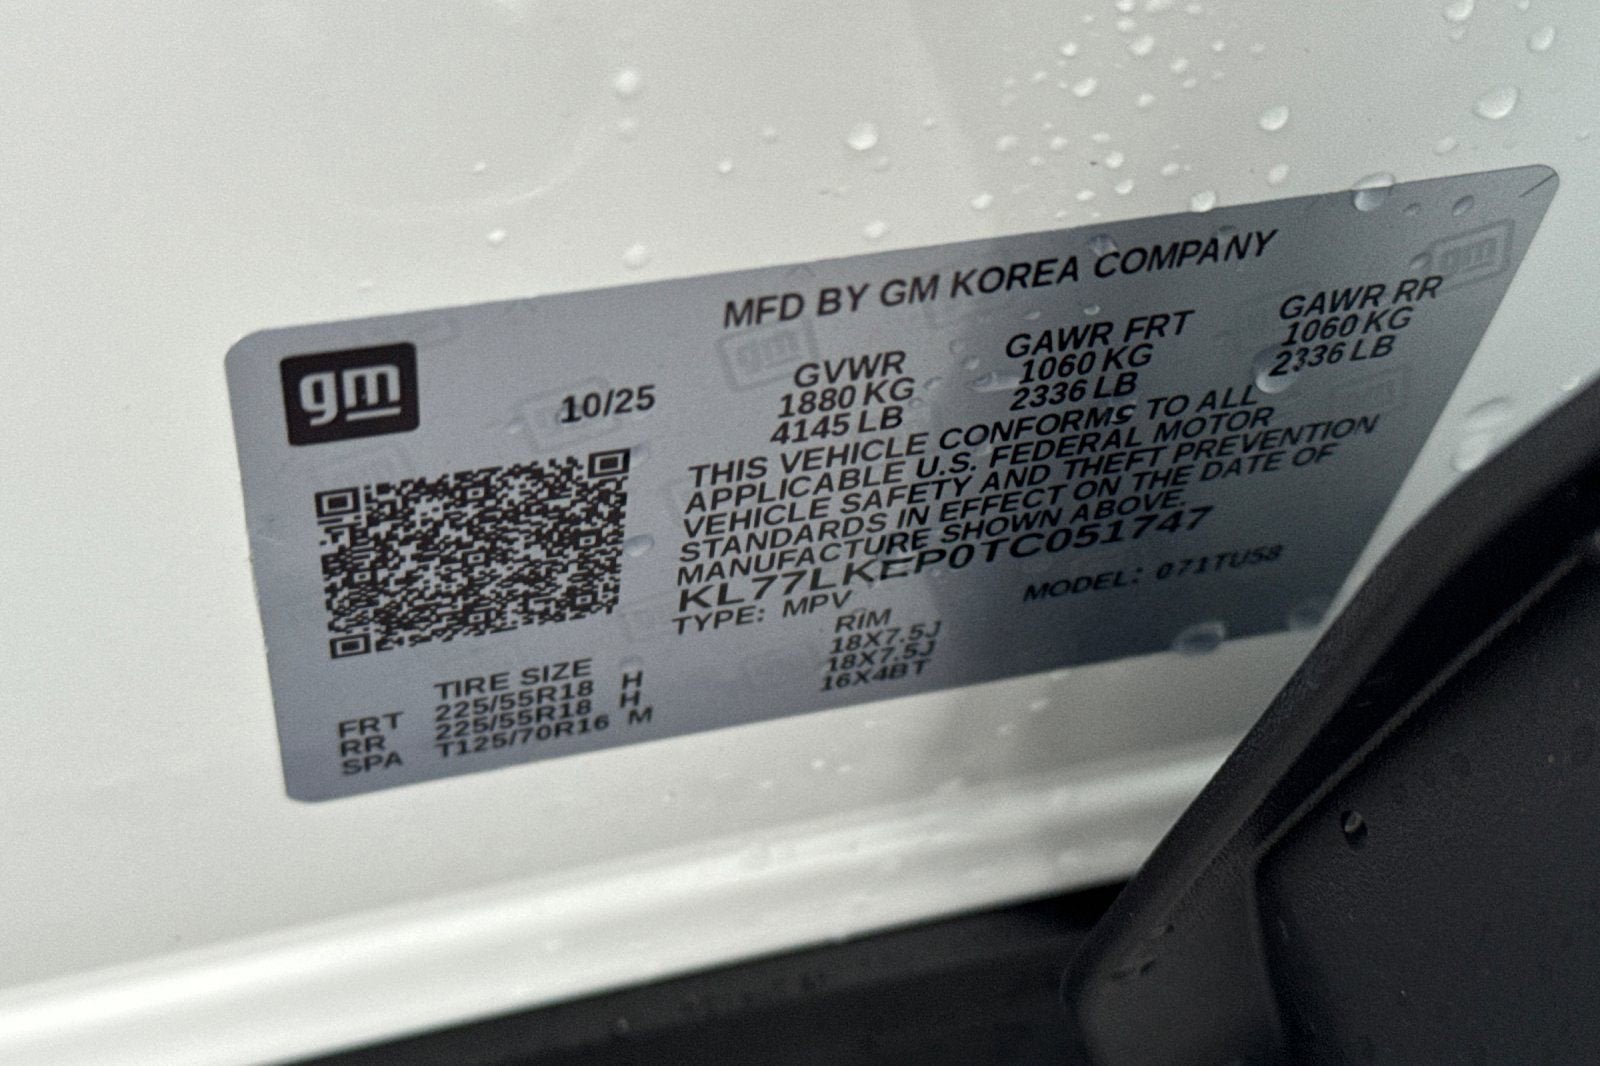 MFD BY GM KOREA COMPANY
gm
10/25
GVWR GAWR FRT GAWR RR
1880 KG 1060 KG 1060 KG
4145 LB 2336 LB 2336 LB
THIS VEHICLE CONFORMS TO ALL
APPLICABLE U.S. FEDERAL MOTOR
VEHICLE SAFETY AND THEFT PREVENTION
STANDARDS IN EFFECT ON THE DATE OF
MANUFACTURE SHOWN ABOVE.
KL77LKEP0TC051747
TYPE: MPV MODEL: 071TU58
TIRE SIZE RIM
FRT 225/55R18 H 18X7.5J
RR 225/55R18 H 18X7.5J
SPA T125/70R16 M 16X4BT